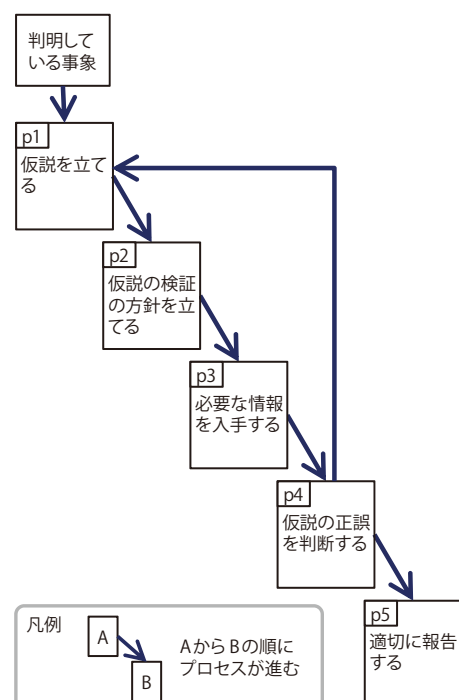 判明して
いる事象
p1
仮説を立て
る
p2
仮説の検証
の方針を立
てる
p3
必要な情報
を入手する
p4
仮説の正誤
を判断する
p5
適切に報告
する
凡例
A
B
AからBの順に
プロセスが進む